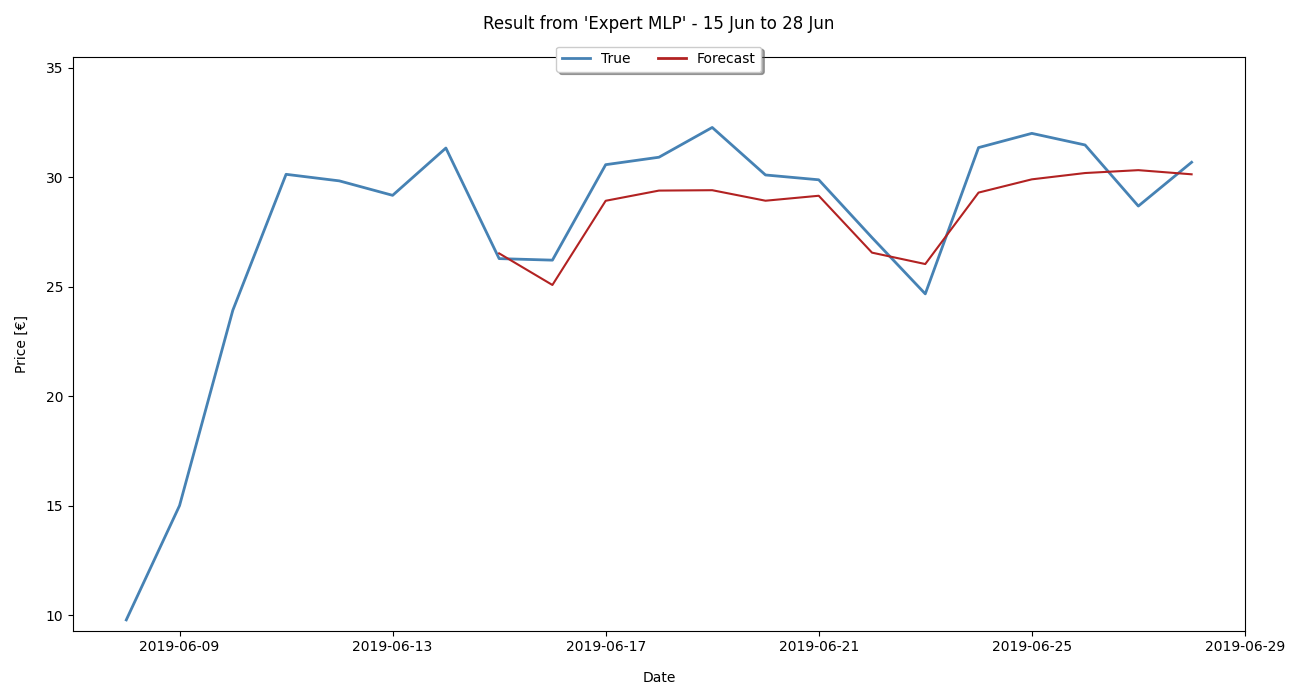 Result from 'Expert MLP' - 15 Jun to 28 Jun
True Forecast
35
30
25
20
15
10
Price [€]
2019-06-09 2019-06-13 2019-06-17 2019-06-21 2019-06-25 2019-06-29
Date